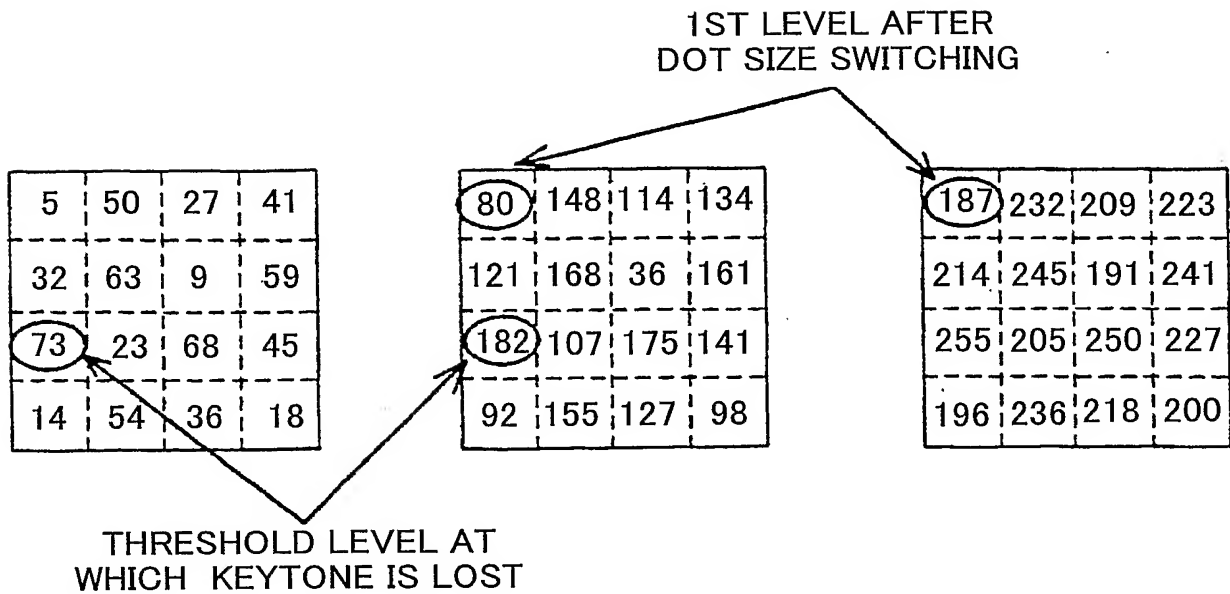 1ST LEVEL AFTER
DOT SIZE SWITCHING
5 50 27 41
32 63 9 59
73 23 68 45
14 54 36 18
80 148 114 134
121 168 36 161
182 107 175 141
92 155 127 98
187 232 209 223
214 245 191 241
255 205 250 227
196 236 218 200
THRESHOLD LEVEL AT
WHICH KEYTONE IS LOST